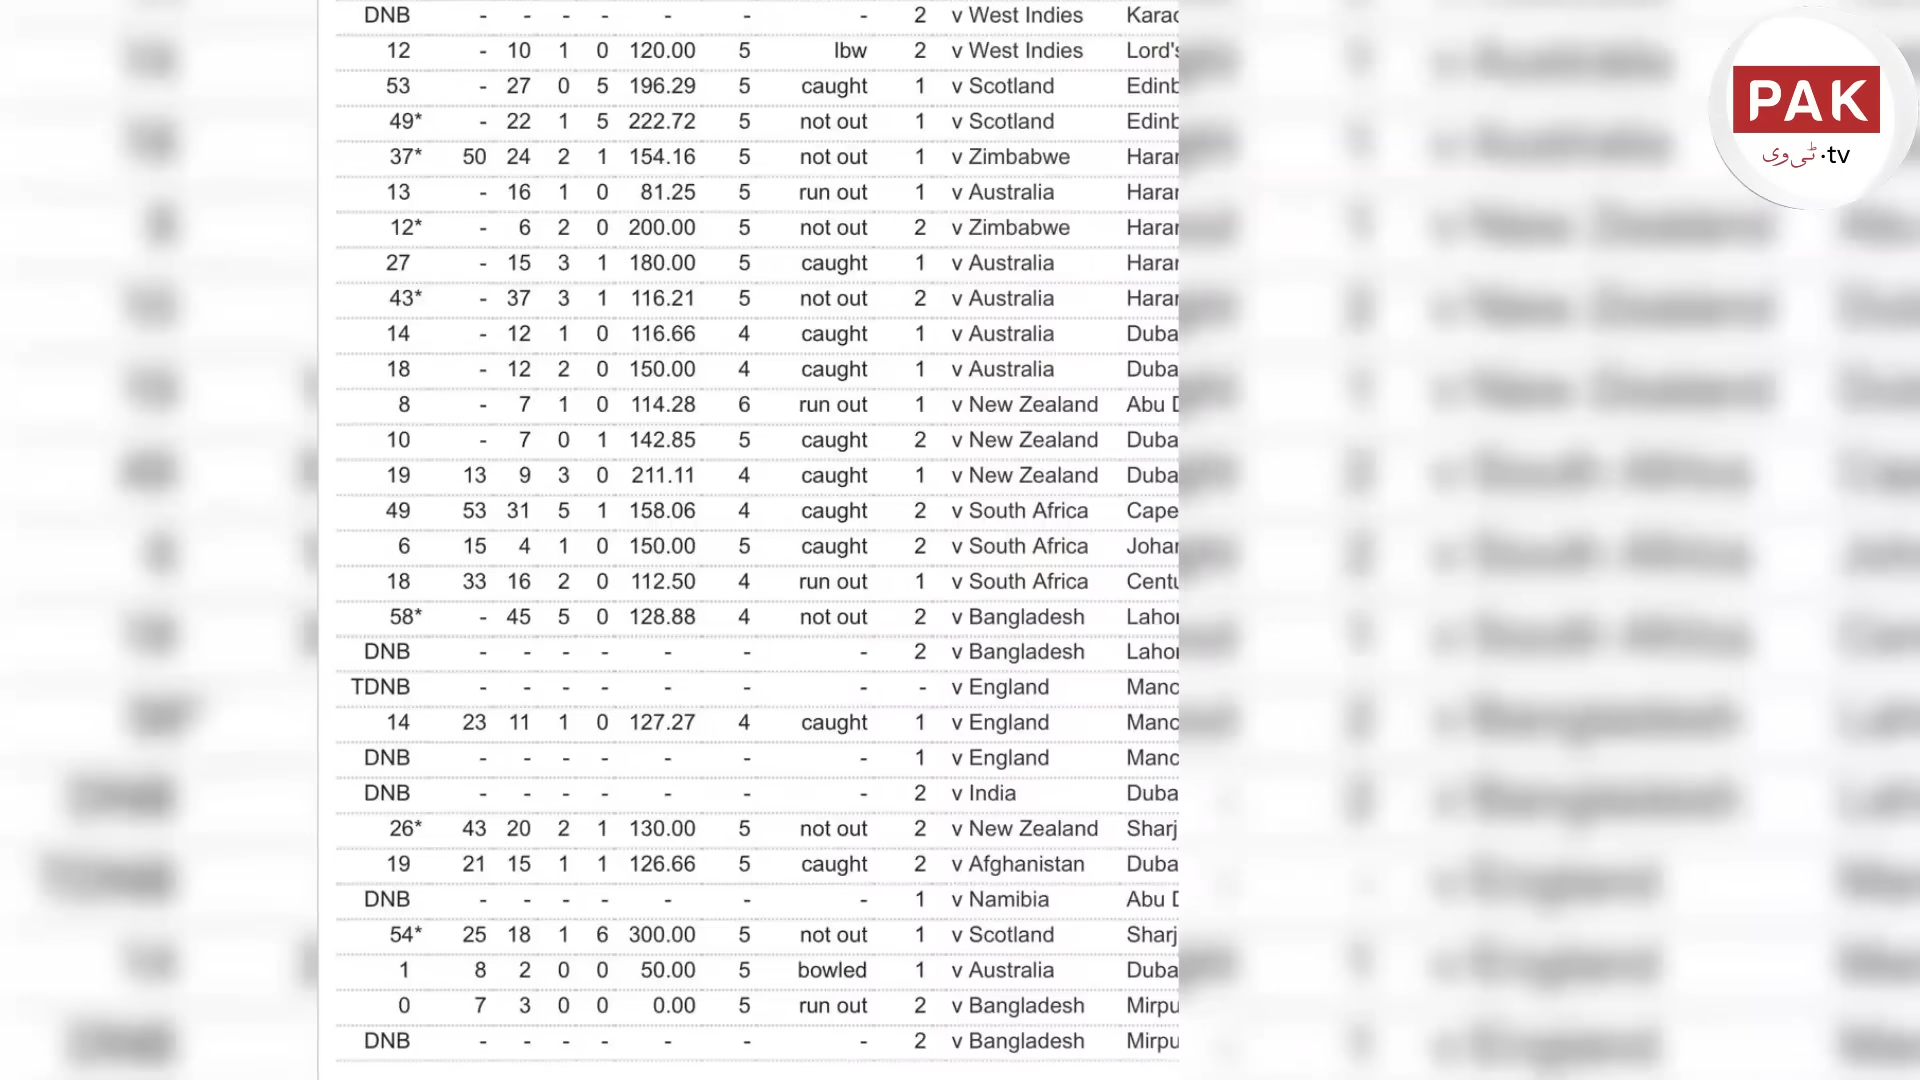 DNB - - - - - - - 2 v West Indies Karac
12 - 10 1 0 120.00 5 lbw 2 v West Indies Lord's
53 - 27 0 5 196.29 5 caught 1 v Scotland Edinb
49* - 22 1 5 222.72 5 not out 1 v Scotland Edinb
37* 50 24 2 1 154.16 5 not out 1 v Zimbabwe Harar
13 - 16 1 0 81.25 5 run out 1 v Australia Harar
12* - 6 2 0 200.00 5 not out 2 v Zimbabwe Harar
27 - 15 3 1 180.00 5 caught 1 v Australia Harar
43* - 37 3 1 116.21 5 not out 2 v Australia Harar
14 - 12 1 0 116.66 4 caught 1 v Australia Duba
18 - 12 2 0 150.00 4 caught 1 v Australia Duba
8 - 7 1 0 114.28 6 run out 1 v New Zealand Abu D
10 - 7 0 1 142.85 5 caught 2 v New Zealand Duba
19 13 9 3 0 211.11 4 caught 1 v New Zealand Duba
49 53 31 5 1 158.06 4 caught 2 v South Africa Cape
6 15 4 1 0 150.00 5 caught 2 v South Africa Johar
18 33 16 2 0 112.50 4 run out 1 v South Africa Centu
58* - 45 5 0 128.88 4 not out 2 v Bangladesh Lahor
DNB - - - - - - - 2 v Bangladesh Lahor
TDNB - - - - - - - - v England Manc
14 23 11 1 0 127.27 4 caught 1 v England Manc
DNB - - - - - - - 1 v England Manc
DNB - - - - - - - 2 v India Duba
26* 43 20 2 1 130.00 5 not out 2 v New Zealand Sharj
19 21 15 1 1 126.66 5 caught 2 v Afghanistan Duba
DNB - - - - - - - 1 v Namibia Abu D
54* 25 18 1 6 300.00 5 not out 1 v Scotland Sharj
1 8 2 0 0 50.00 5 bowled 1 v Australia Duba
0 7 3 0 0 0.00 5 run out 2 v Bangladesh Mirpu
DNB - - - - - - - 2 v Bangladesh Mirpu
PAK
ٹی وی .tv